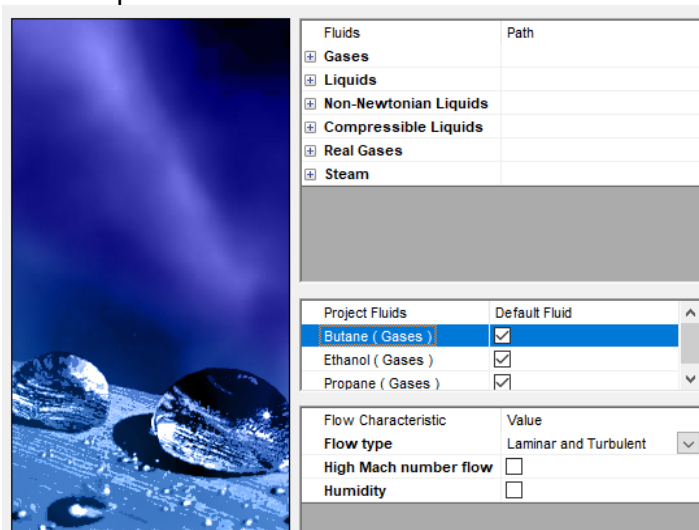 Fluids Path
Gases
Liquids
Non-Newtonian Liquids
Compressible Liquids
Real Gases
Steam
Project Fluids Default Fluid
Butane ( Gases )
Ethanol ( Gases )
Propane ( Gases )
Flow Characteristic Value
Flow type Laminar and Turbulent
High Mach number flow
Humidity